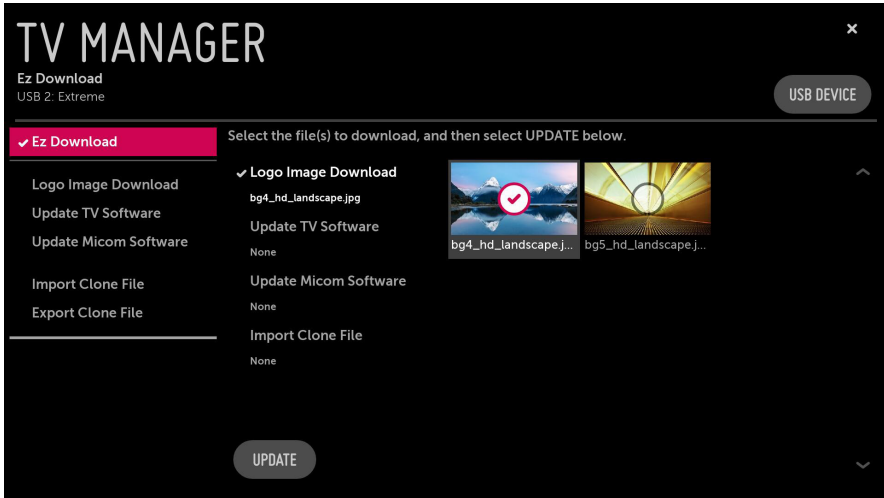 TV MANAGER
Ez Download
USB 2: Extreme
USB DEVICE
Ez Download
Logo Image Download
Update TV Software
Update Micom Software
Import Clone File
Export Clone File
Select the file(s) to download, and then select UPDATE below.
Logo Image Download
bg4_hd_landscape.jpg
Update TV Software
None
Update Micom Software
None
Import Clone File
None
bg4_hd_landscape.j...
bg5_hd_landscape.j...
UPDATE